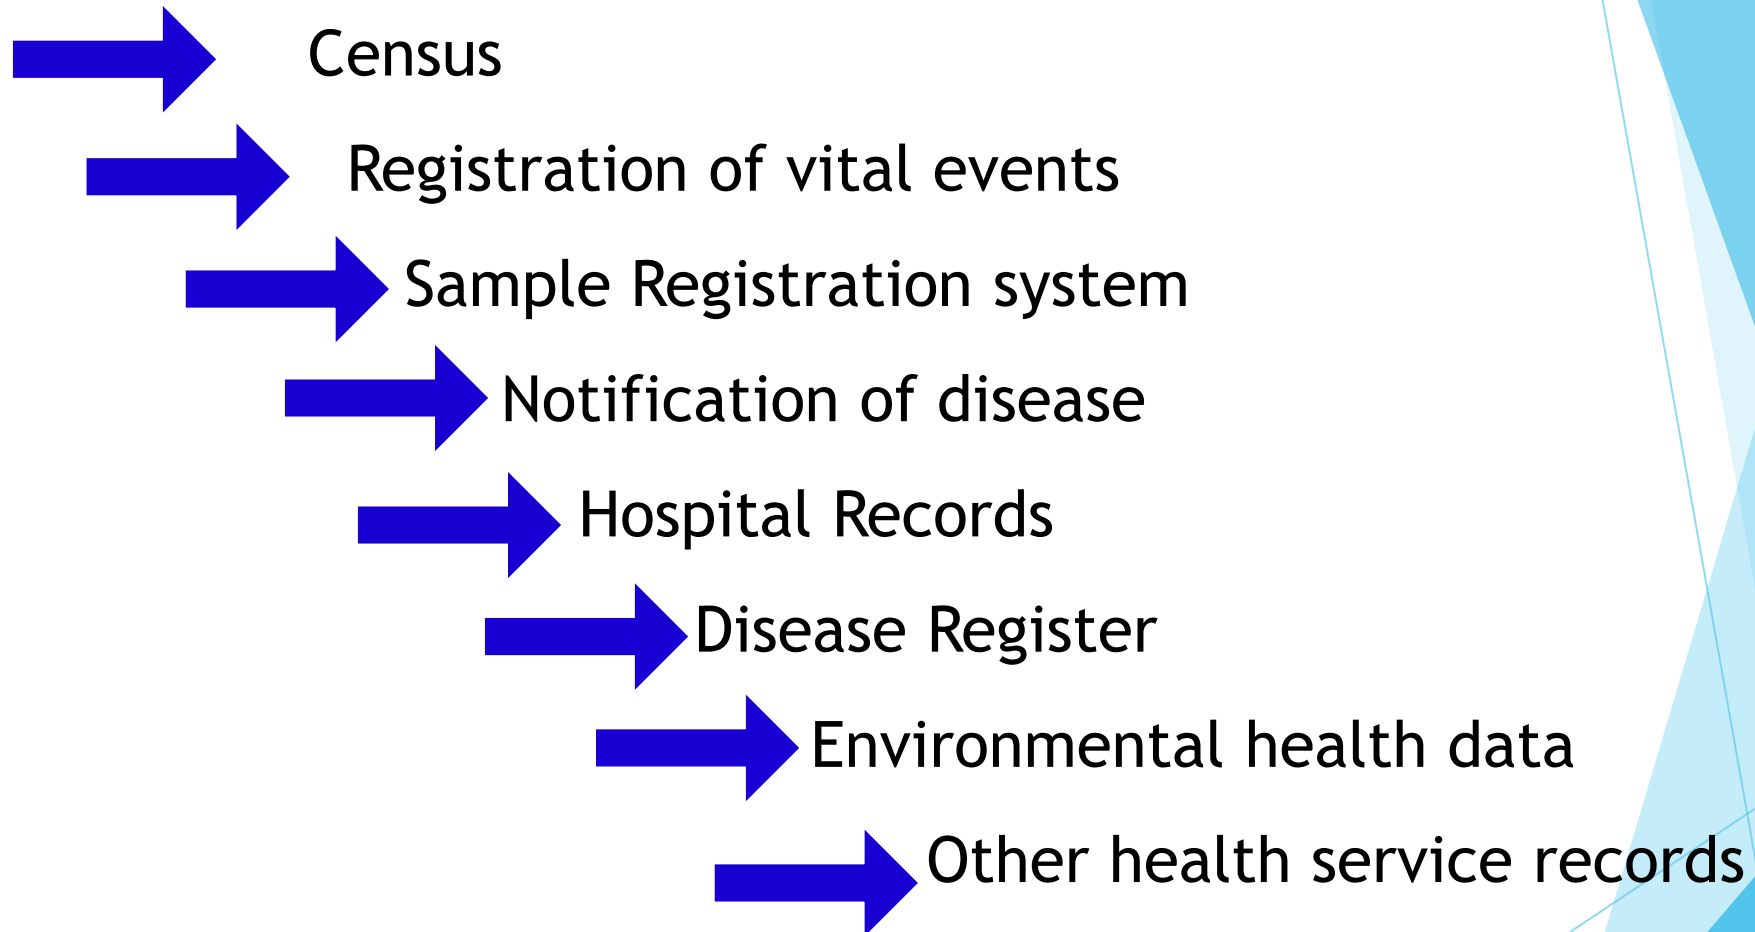 Census
Registration of vital events
Sample Registration system
Notification of disease
Hospital Records
Disease Register
Environmental health data
Other health service records